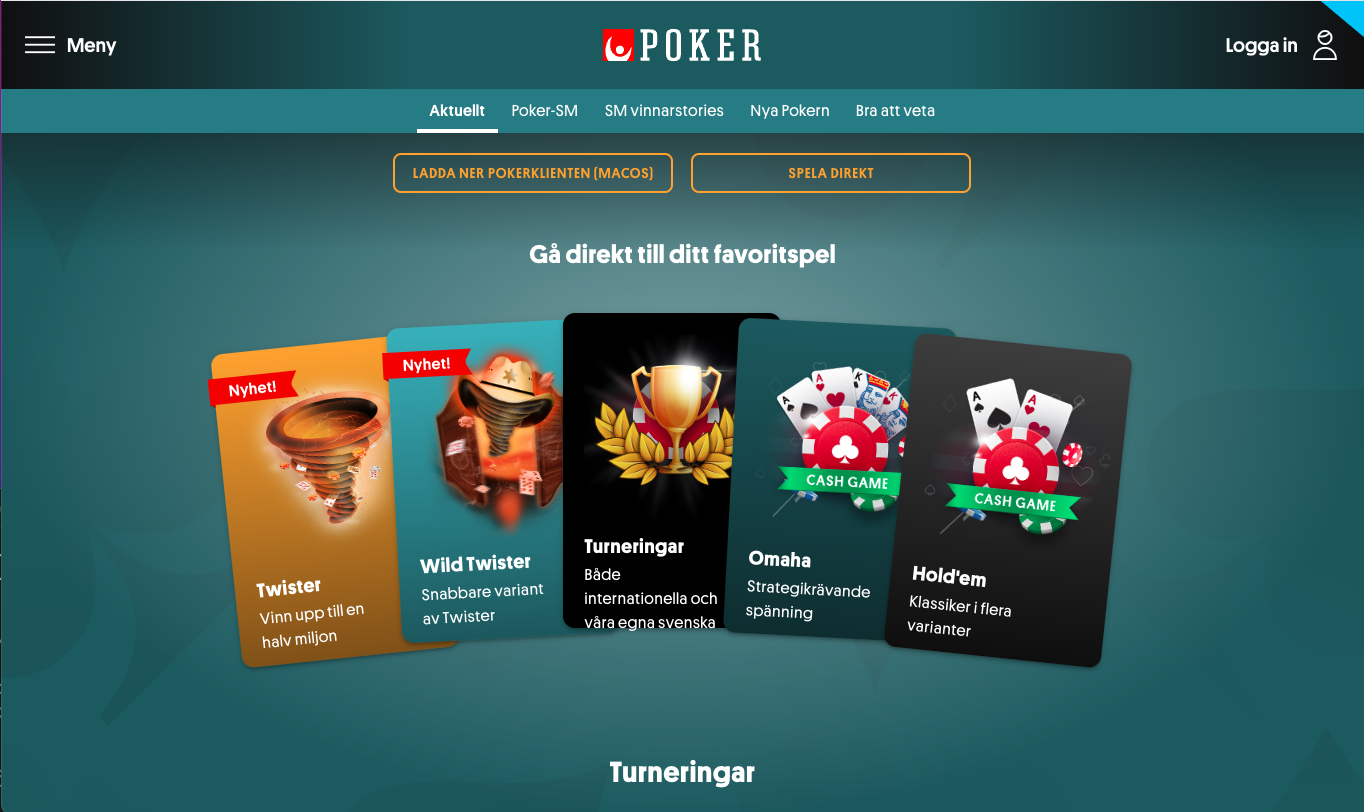 Meny
POKER
Logga in
Aktuellt
Poker-SM
SM vinnarstories
Nya Pokern
Bra att veta
LADDA NER POKERKLIENTEN (MACOS)
SPELA DIREKT
Gå direkt till ditt favoritspel
Nyhet!
Twister
Vinn upp till en
halv miljon
Nyhet!
Wild Twister
Snabbare variant
av Twister
Turneringar
Både
internationella och
våra egna svenska
A
A
K
K
CASH GAME
Omaha
Strategikrävande
spänning
A
A
CASH GAME
Hold'em
Klassiker i flera
varianter
Turneringar